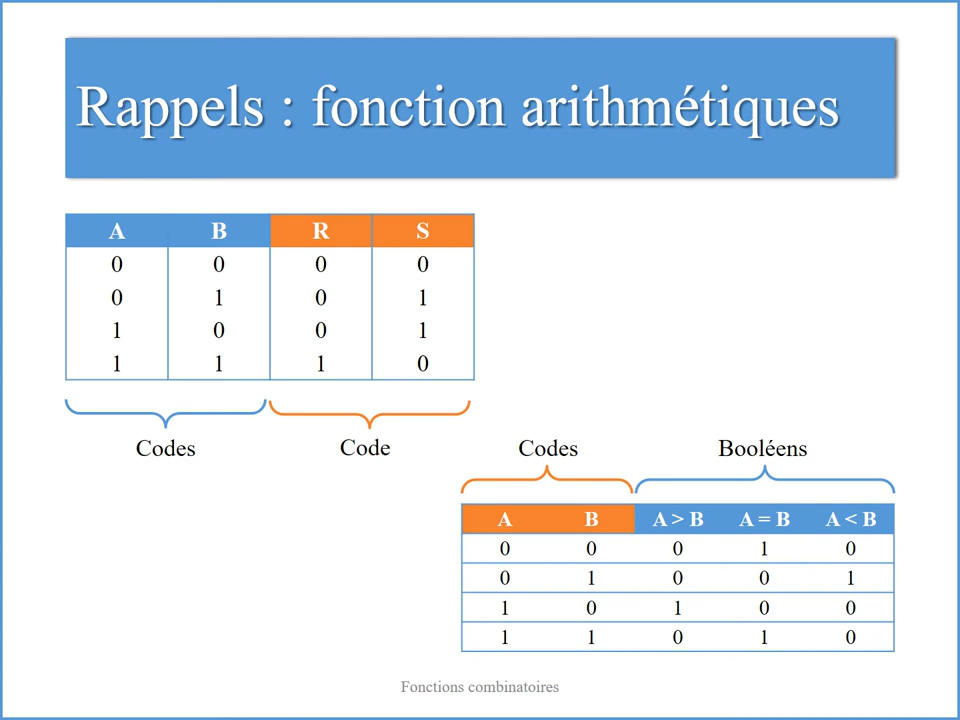 Rappels : fonction arithmétiques
A B R S
0 0 0 0
0 1 0 1
1 0 0 1
1 1 1 0
Codes Code
Codes Booléens
A B A > B A = B A < B
0 0 0 1 0
0 1 0 0 1
1 0 1 0 0
1 1 0 1 0
Fonctions combinatoires